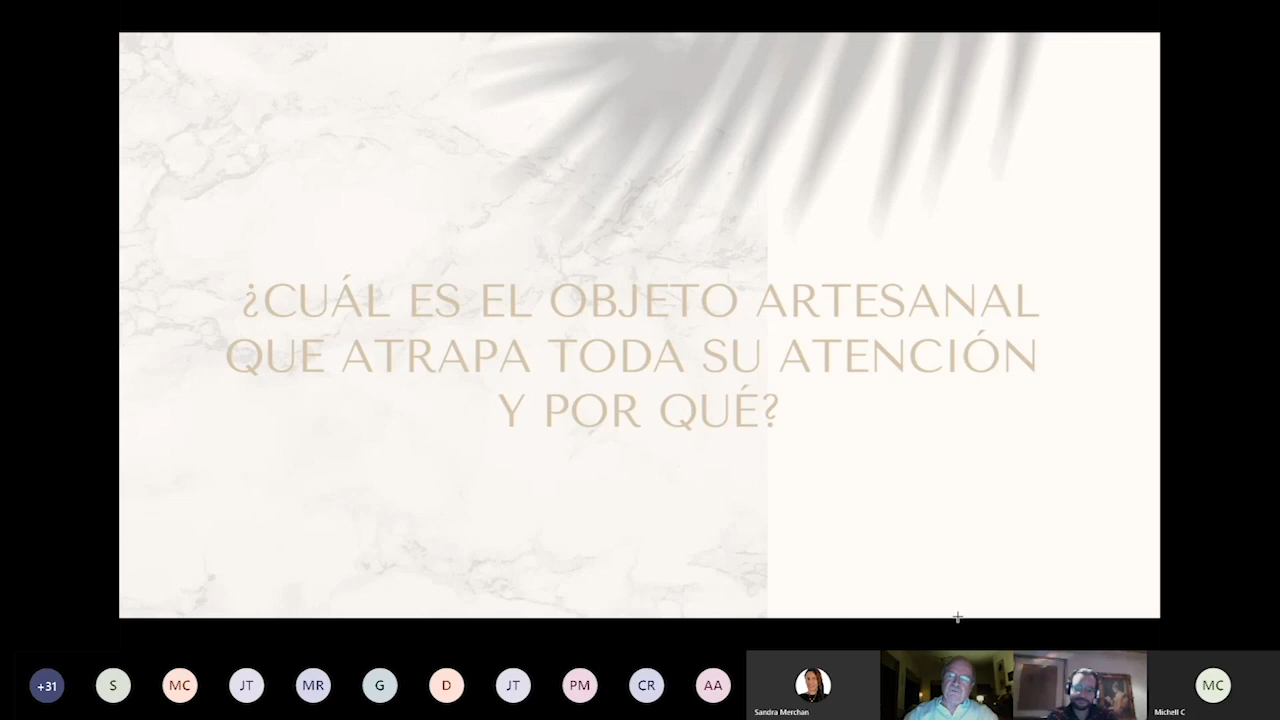 ¿CUÁL ES EL OBJETO ARTESANAL
QUE ATRAPA TODA SU ATENCIÓN
Y POR QUÉ?
+31
S
MC
JT
MR
G
D
JT
PM
CR
AA
Sandra Merchan
MC
Michell C